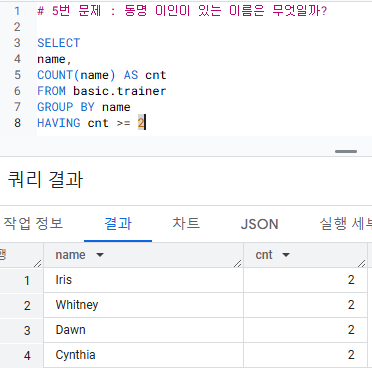 1 # 5번 문제 : 동명 이인이 있는 이름은 무엇일까?
2
3 SELECT
4 name,
5 COUNT(name) AS cnt
6 FROM basic.trainer
7 GROUP BY name
8 HAVING cnt >= 2
쿼리 결과
작업 정보 결과 차트 JSON 실행 세부
행 name cnt
1 Iris 2
2 Whitney 2
3 Dawn 2
4 Cynthia 2